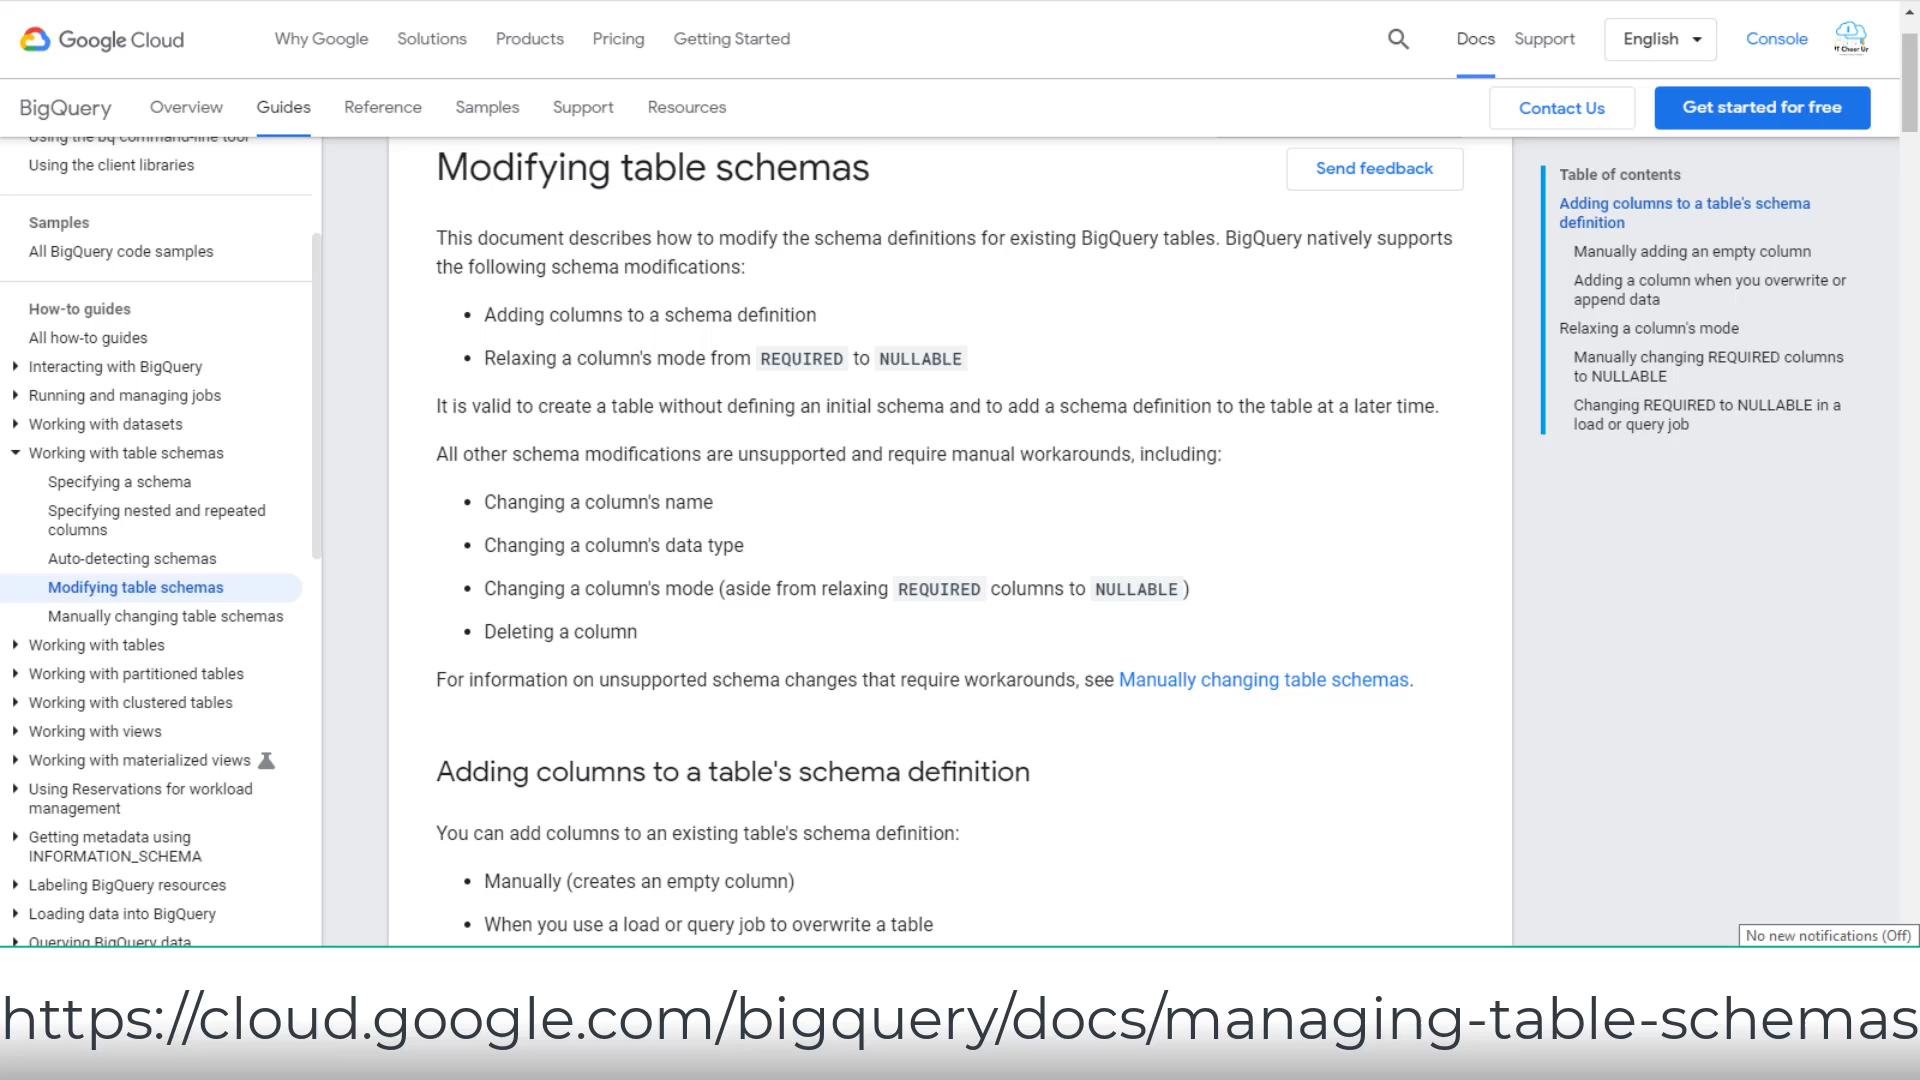 Google Cloud
Why Google
Solutions
Products
Pricing
Getting Started
Docs
Support
English
Console
IT Cheer Up
BigQuery
Overview
Guides
Reference
Samples
Support
Resources
Contact Us
Get started for free
Using the bq command-line tool
Using the client libraries
Samples
All BigQuery code samples
How-to guides
All how-to guides
Interacting with BigQuery
Running and managing jobs
Working with datasets
Working with table schemas
Specifying a schema
Specifying nested and repeated
columns
Auto-detecting schemas
Modifying table schemas
Manually changing table schemas
Working with tables
Working with partitioned tables
Working with clustered tables
Working with views
Working with materialized views
Using Reservations for workload
management
Getting metadata using
INFORMATION_SCHEMA
Labeling BigQuery resources
Loading data into BigQuery
Querying BigQuery data
Modifying table schemas
Send feedback
This document describes how to modify the schema definitions for existing BigQuery tables. BigQuery natively supports
the following schema modifications:
• Adding columns to a schema definition
• Relaxing a column's mode from REQUIRED to NULLABLE
It is valid to create a table without defining an initial schema and to add a schema definition to the table at a later time.
All other schema modifications are unsupported and require manual workarounds, including:
• Changing a column's name
• Changing a column's data type
• Changing a column's mode (aside from relaxing REQUIRED columns to NULLABLE)
• Deleting a column
For information on unsupported schema changes that require workarounds, see Manually changing table schemas.
Adding columns to a table's schema definition
You can add columns to an existing table's schema definition:
• Manually (creates an empty column)
• When you use a load or query job to overwrite a table
Table of contents
Adding columns to a table's schema
definition
Manually adding an empty column
Adding a column when you overwrite or
append data
Relaxing a column's mode
Manually changing REQUIRED columns
to NULLABLE
Changing REQUIRED to NULLABLE in a
load or query job
No new notifications (Off)
https://cloud.google.com/bigquery/docs/managing-table-schemas